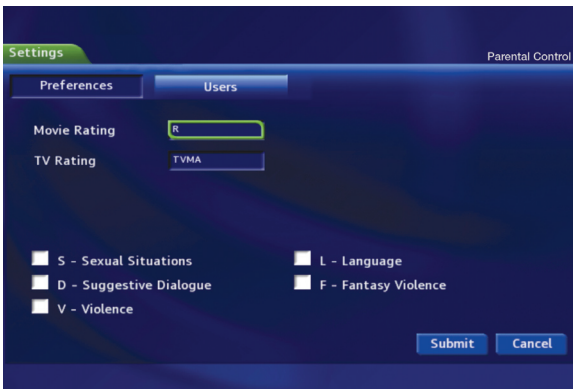 Settings
Parental Control
Preferences Users
Movie Rating R
TV Rating TVMA
S - Sexual Situations L - Language
D - Suggestive Dialogue F - Fantasy Violence
V - Violence
Submit Cancel